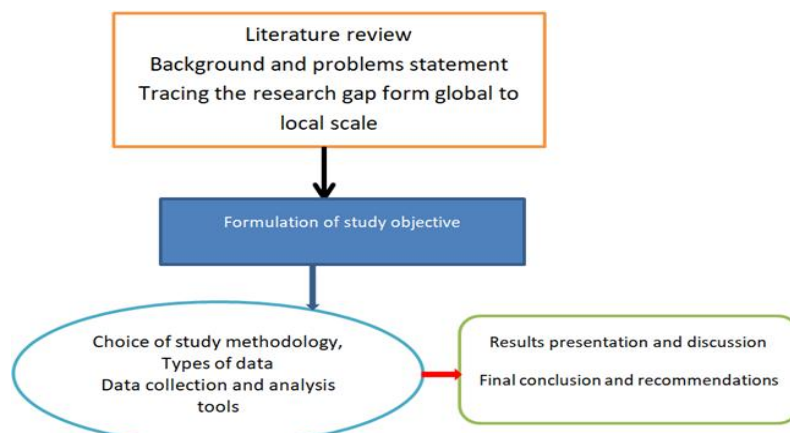 Literature review
Background and problems statement
Tracing the research gap form global to
local scale
Formulation of study objective
Choice of study methodology,
Types of data
Data collection and analysis
tools
Results presentation and discussion
Final conclusion and recommendations